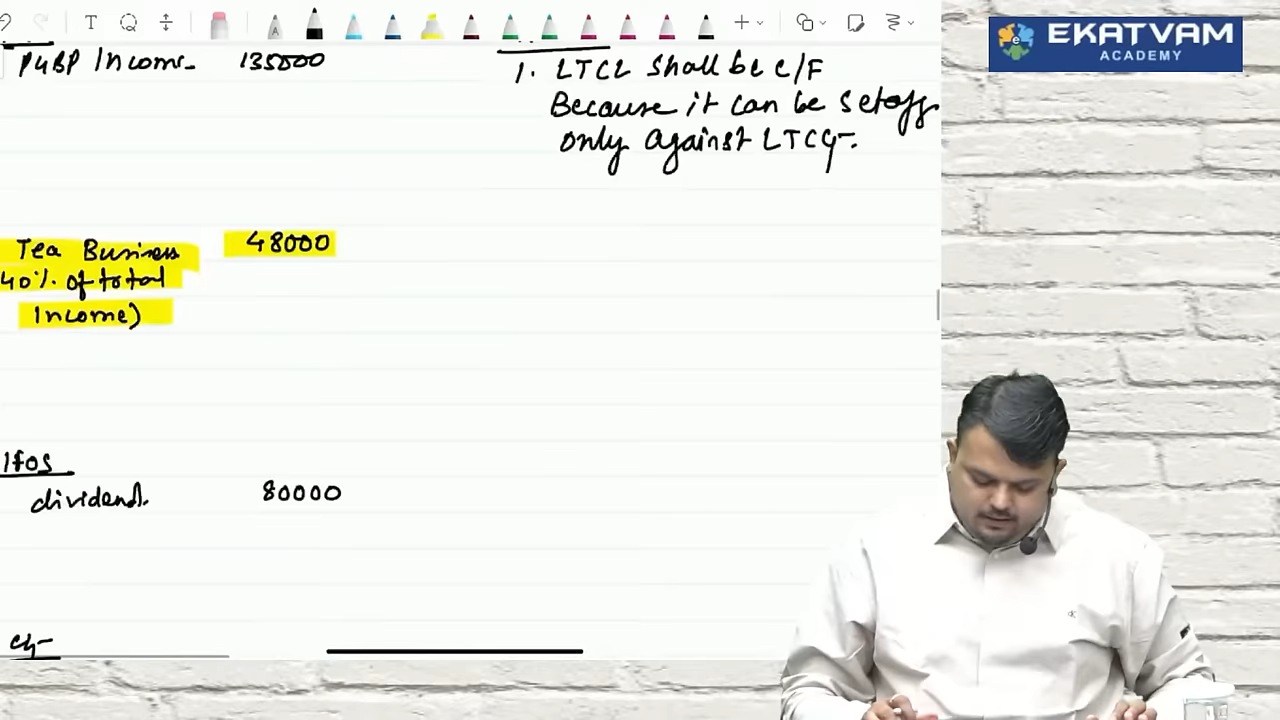 EKATVAM
ACADEMY
PGBP Income 135000
1. LTCL shall be c/f
Because it can be setoff
only against LTCG.
Tea Business 48000
40% of total
Income)
IFOS
dividend. 80000
CG